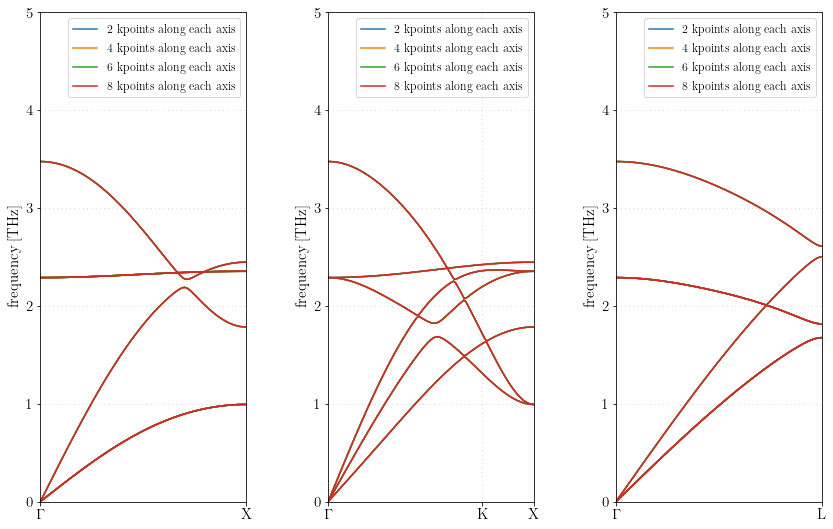 5
4
3
2
1
0
frequency [THz]
2 kpoints along each axis
4 kpoints along each axis
6 kpoints along each axis
8 kpoints along each axis
Γ
X
5
4
3
2
1
0
frequency [THz]
2 kpoints along each axis
4 kpoints along each axis
6 kpoints along each axis
8 kpoints along each axis
Γ
K
X
5
4
3
2
1
0
frequency [THz]
2 kpoints along each axis
4 kpoints along each axis
6 kpoints along each axis
8 kpoints along each axis
Γ
L